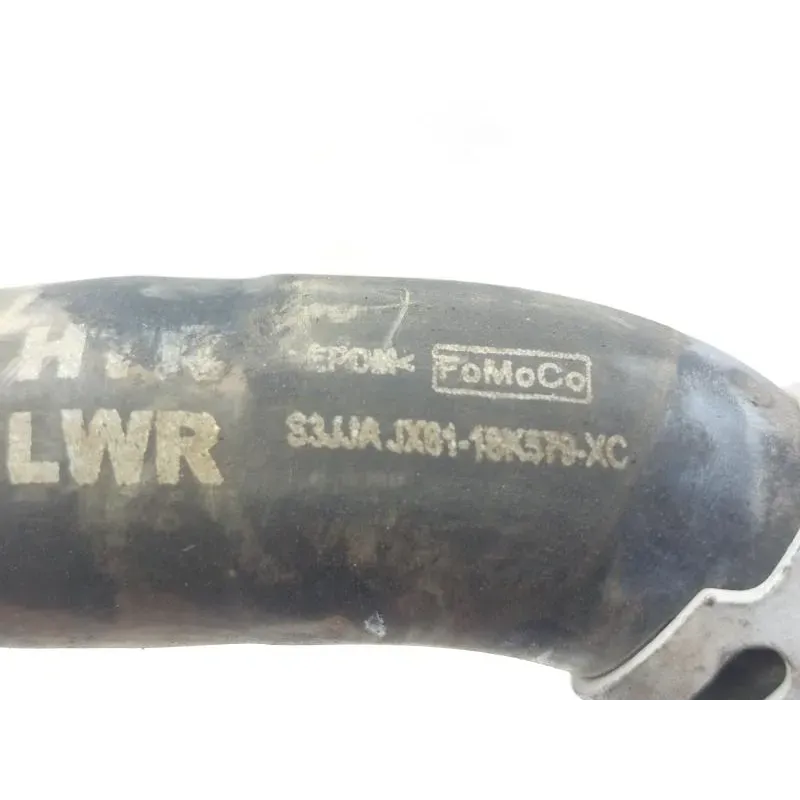 EPDM< FoMoCo
LWR S3JJA JX61-18K579-XC